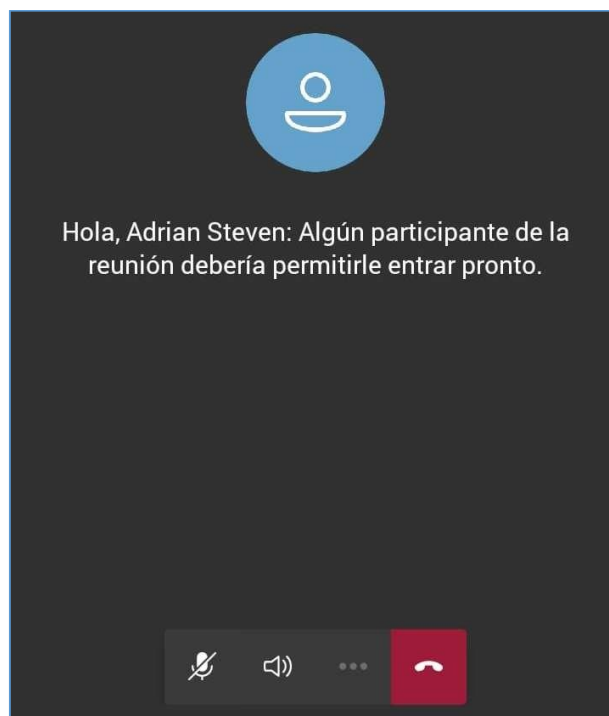 Hola, Adrian Steven: Algún participante de la
reunión debería permitirle entrar pronto.